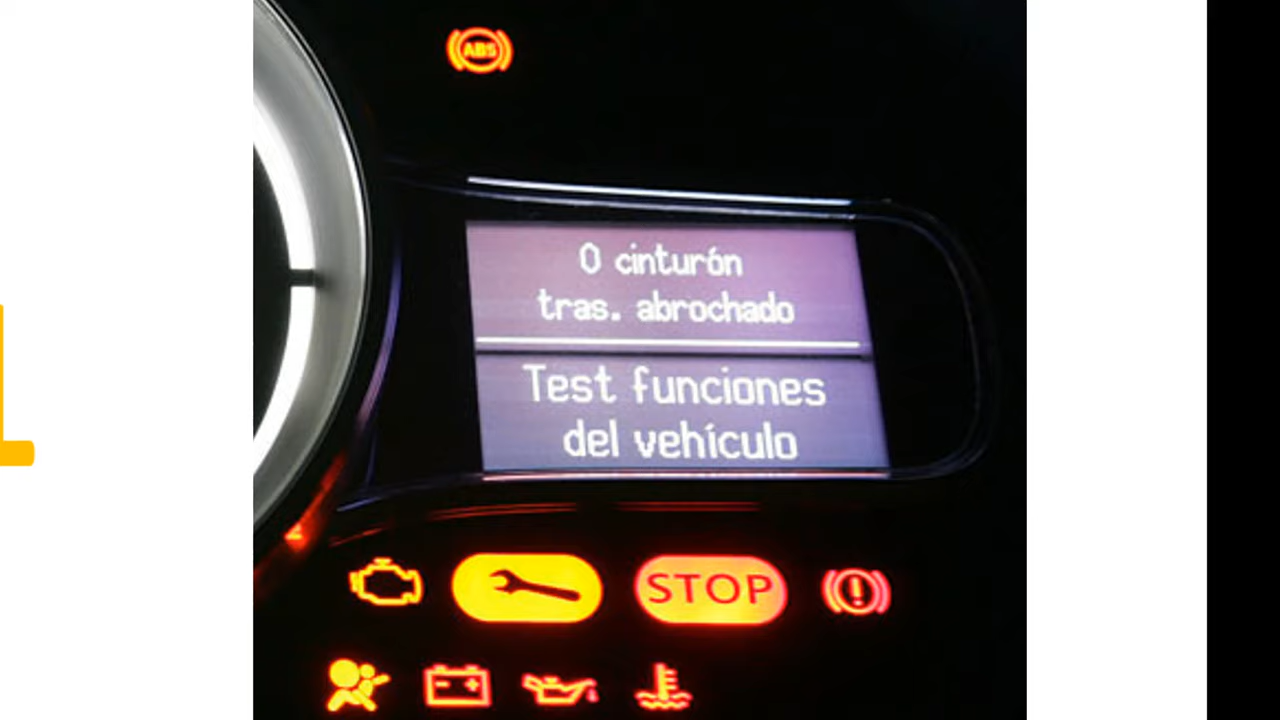 ABS
0 cinturón
tras. abrochado
Test funciones
del vehículo
STOP